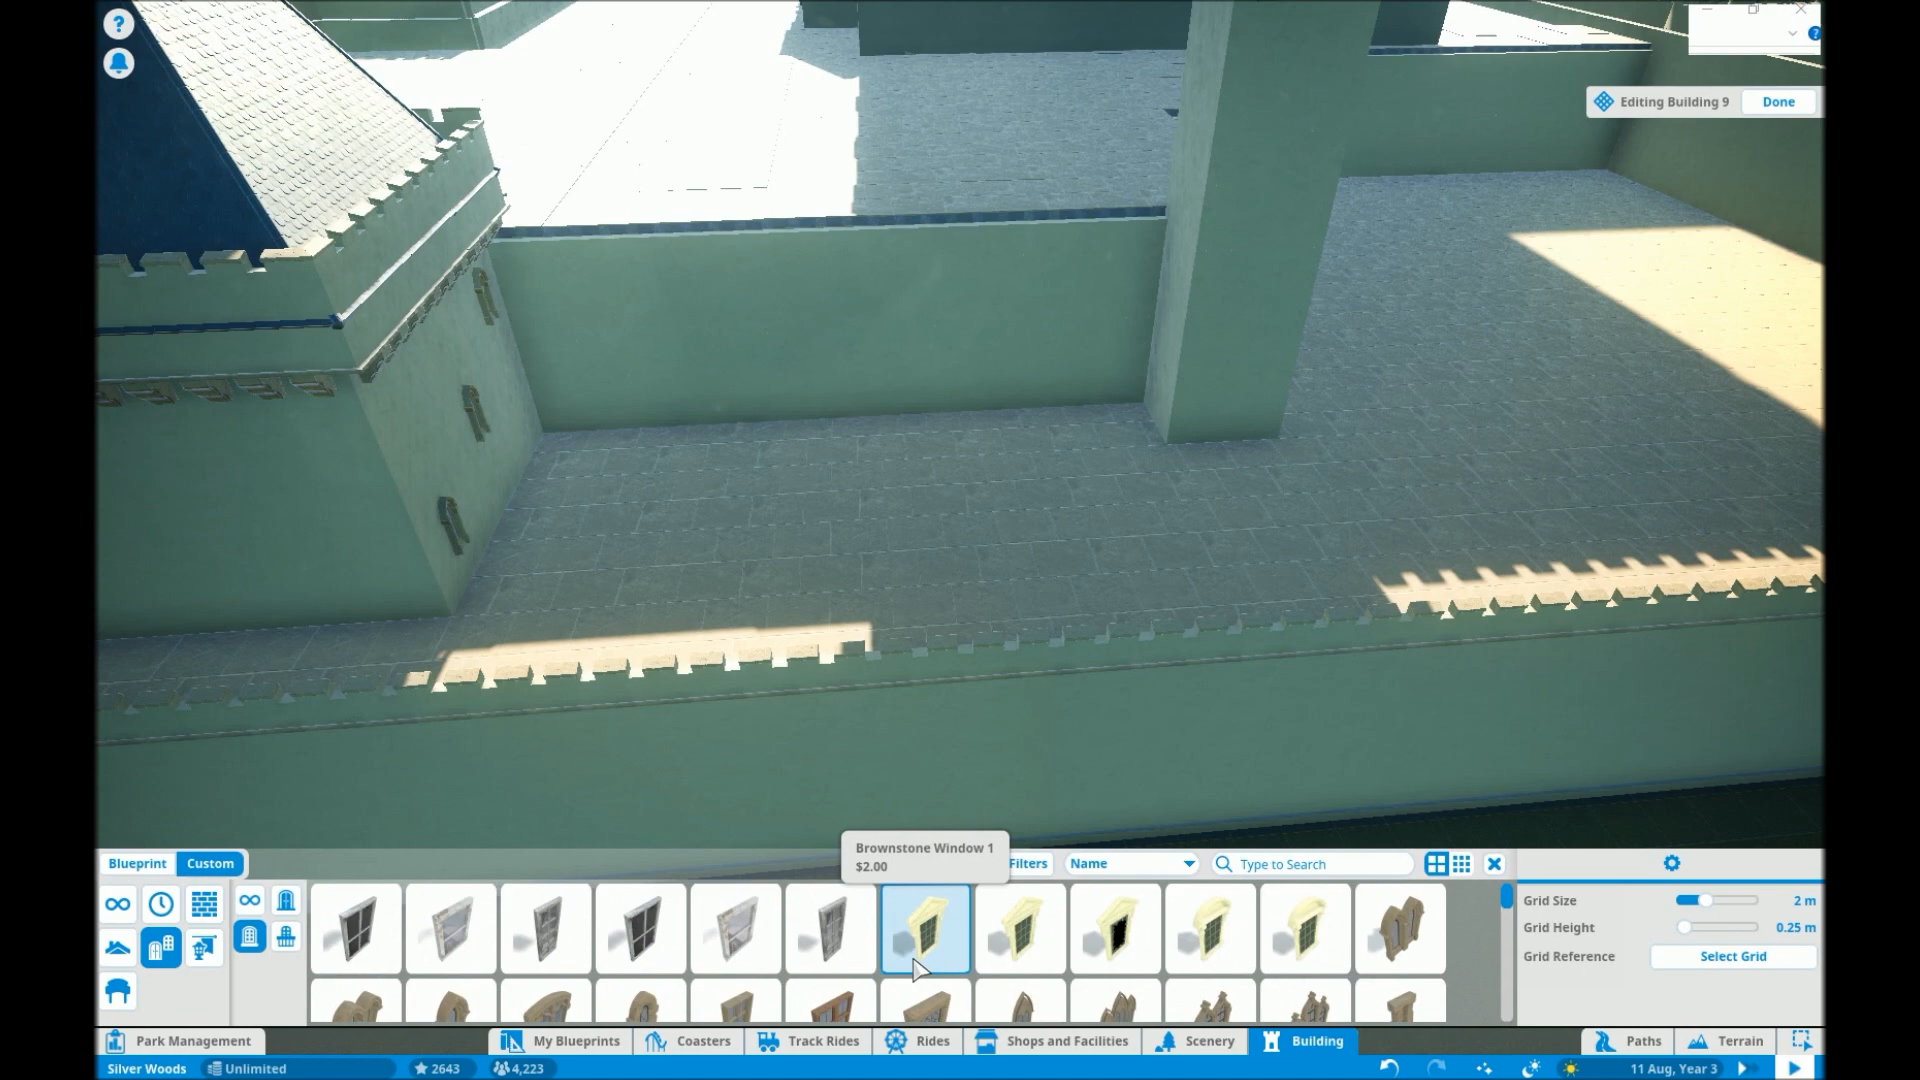 ?
?
Editing Building 9
Done
Brownstone Window 1
$2.00
Blueprint
Custom
Filters
Name
Type to Search
Grid Size
2 m
Grid Height
0.25 m
Grid Reference
Select Grid
Park Management
My Blueprints
Coasters
Track Rides
Rides
Shops and Facilities
Scenery
Building
Paths
Terrain
Silver Woods
Unlimited
2643
4,223
11 Aug, Year 3